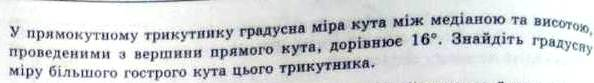 У прямокутному трикутнику градусна міра кута між медіаною та висотою,
проведеними з вершини прямого кута, дорівнює 16°. Знайдіть градусну
міру більшого гострого кута цього трикутника.